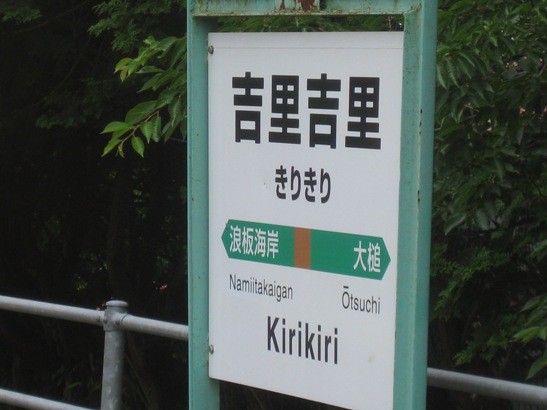 吉里吉里
きりきり
浪板海岸 大槌
Namiitakaigan Ōtsuchi
Kirikiri